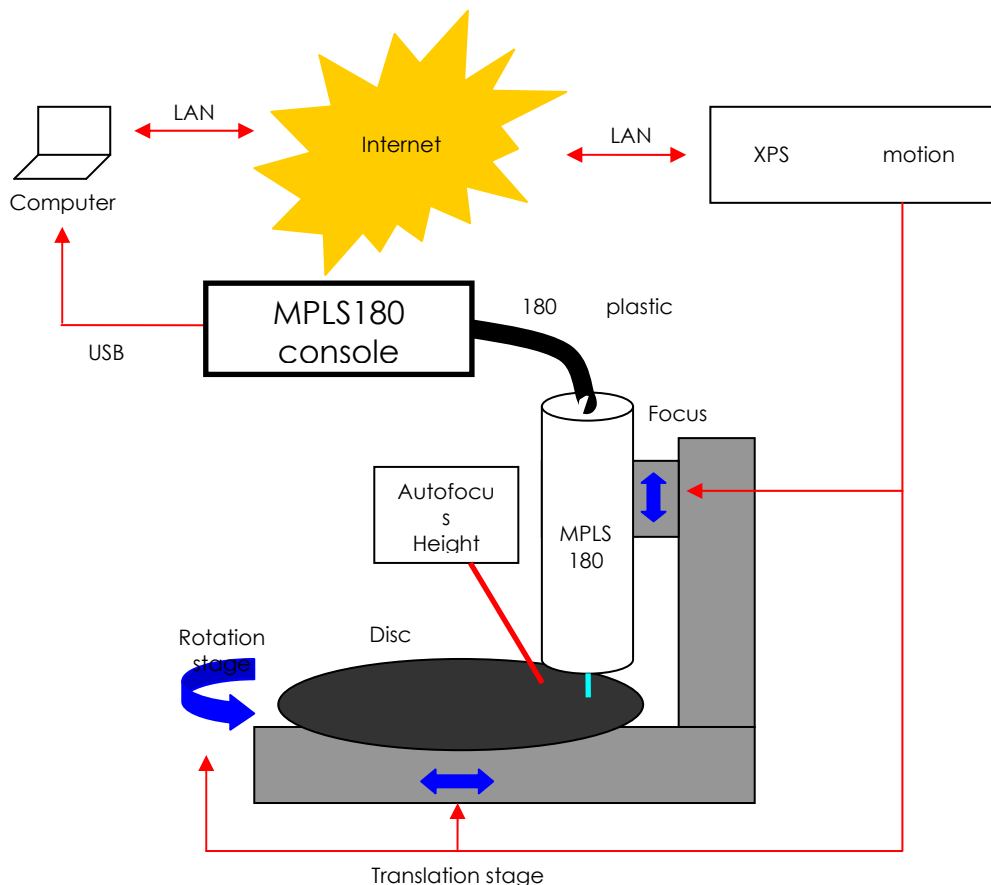 LAN
Internet
LAN
XPS motion
Computer
MPLS180
console
180 plastic
USB
Focus
Autofocu
s
Height
MPLS
180
Rotation
stage
Disc
Translation stage